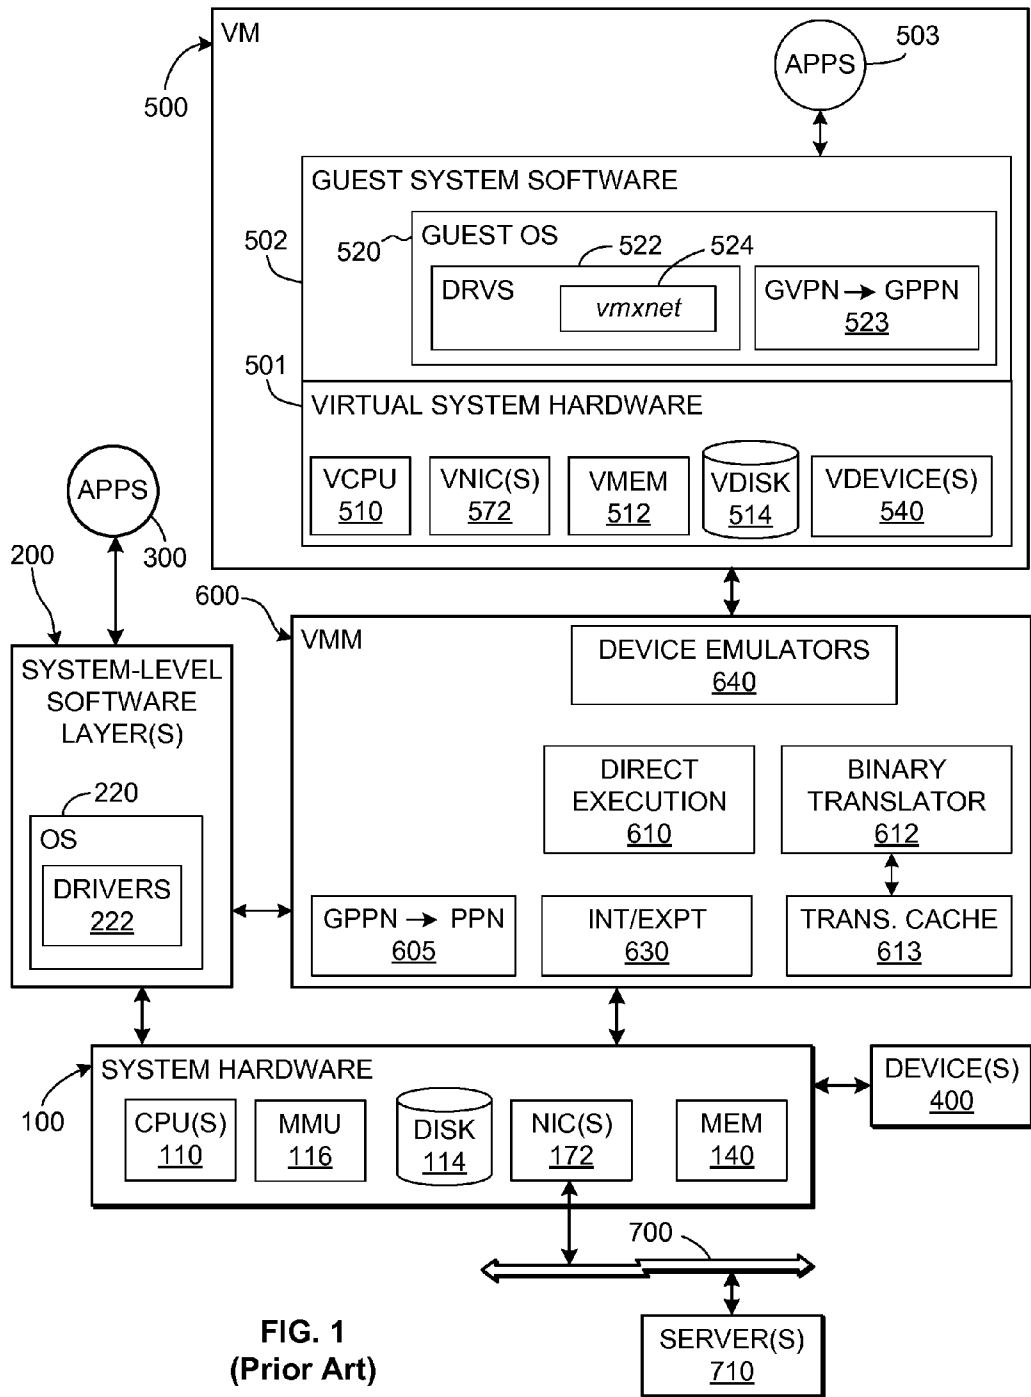 VM
500
APPS
503
GUEST SYSTEM SOFTWARE
502
520
GUEST OS
522
524
DRVS
vmxnet
GVPN → GPPN
523
501
VIRTUAL SYSTEM HARDWARE
VCPU
510
VNIC(S)
572
VMEM
512
VDISK
514
VDEVICE(S)
540
APPS
300
200
SYSTEM-LEVEL
SOFTWARE
LAYER(S)
220
OS
DRIVERS
222
600
VMM
DEVICE EMULATORS
640
DIRECT
EXECUTION
610
BINARY
TRANSLATOR
612
GPPN → PPN
605
INT/EXPT
630
TRANS. CACHE
613
100
SYSTEM HARDWARE
CPU(S)
110
MMU
116
DISK
114
NIC(S)
172
MEM
140
DEVICE(S)
400
700
SERVER(S)
710
FIG. 1
(Prior Art)